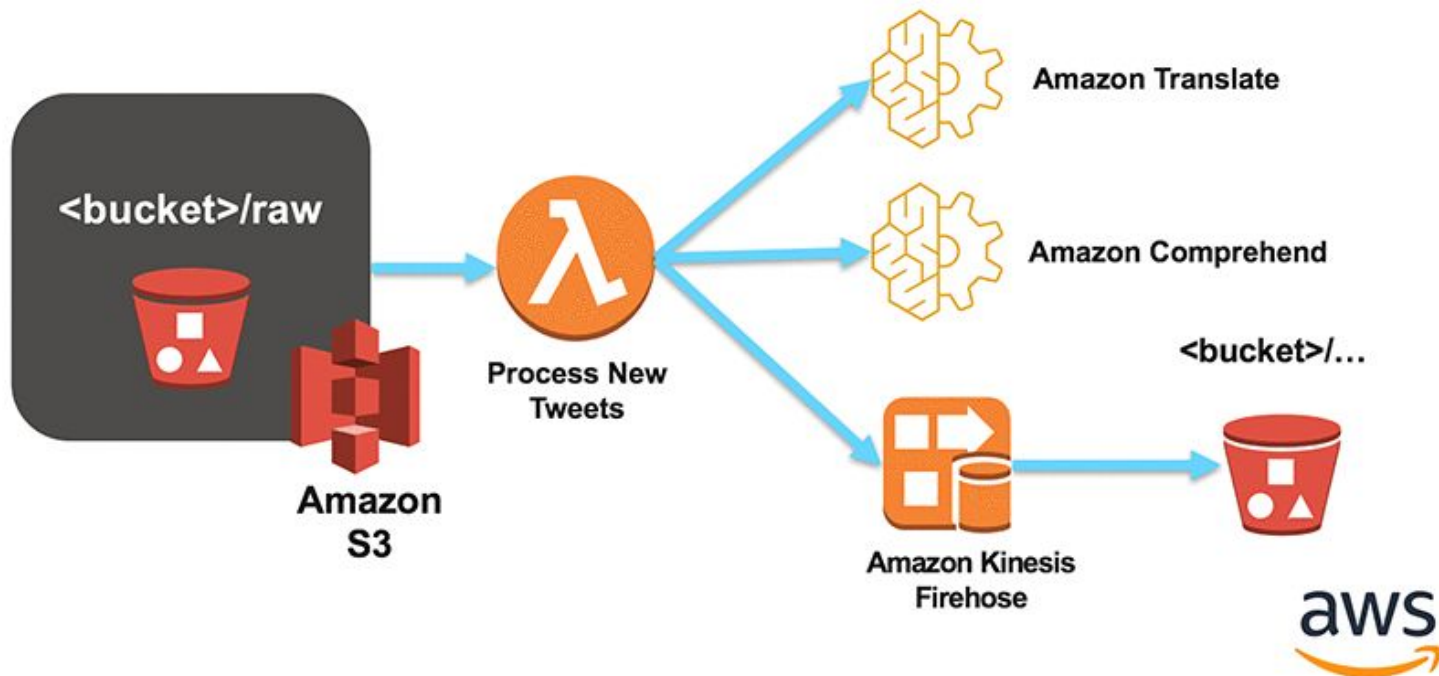 <bucket>/raw
Amazon
S3
Process New
Tweets
Amazon Translate
Amazon Comprehend
Amazon Kinesis
Firehose
<bucket>/...
aws